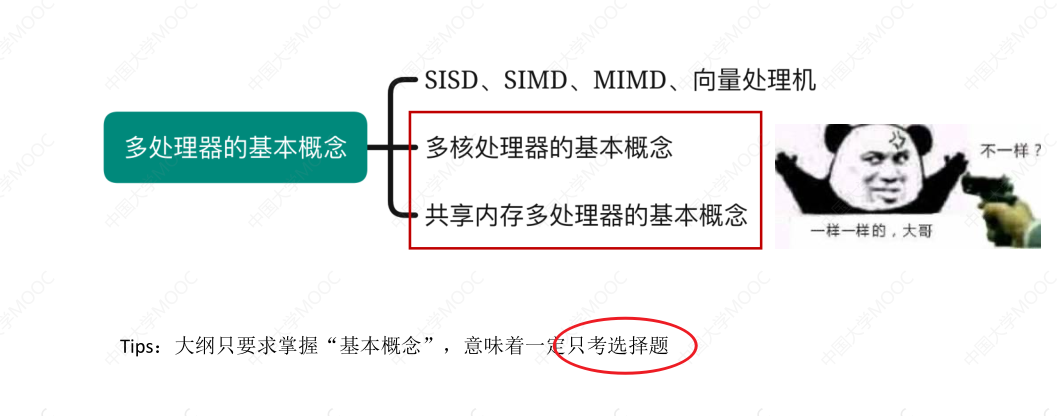 SISD、SIMD、MIMD、向量处理机
多处理器的基本概念
多核处理器的基本概念
共享内存多处理器的基本概念
不一样？
一样一样的，大哥
Tips：大纲只要求掌握“基本概念”，意味着一定只考选择题
中国大学MOOC